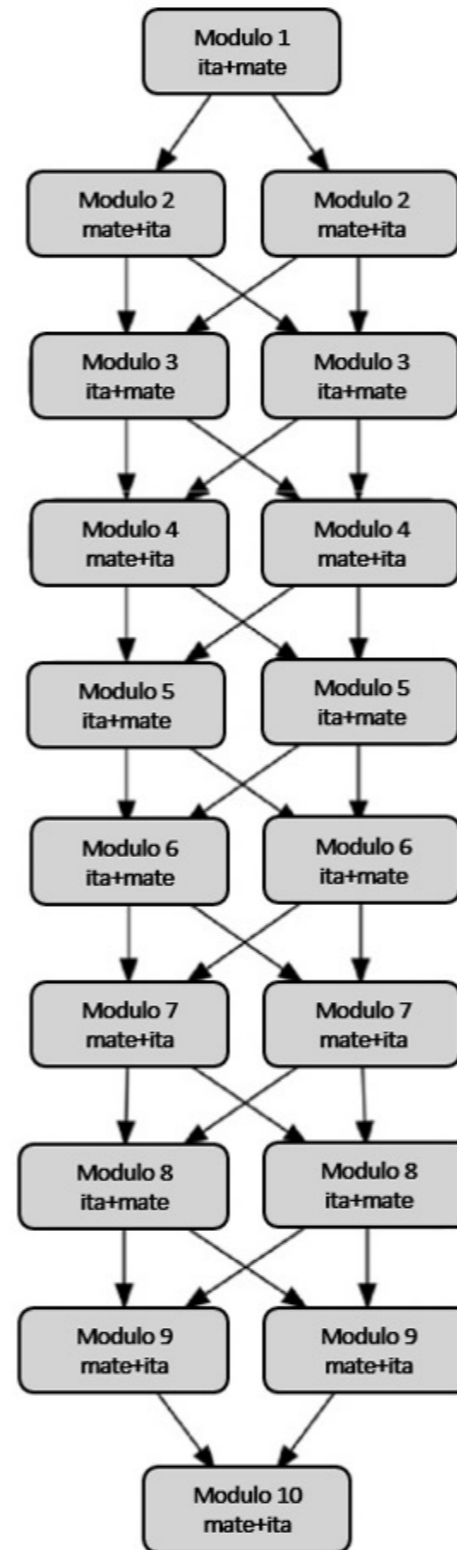 Modulo 1
ita+mate
Modulo 2
mate+ita
Modulo 2
mate+ita
Modulo 3
ita+mate
Modulo 3
ita+mate
Modulo 4
mate+ita
Modulo 4
mate+ita
Modulo 5
ita+mate
Modulo 5
ita+mate
Modulo 6
ita+mate
Modulo 6
ita+mate
Modulo 7
mate+ita
Modulo 7
mate+ita
Modulo 8
ita+mate
Modulo 8
ita+mate
Modulo 9
mate+ita
Modulo 9
mate+ita
Modulo 10
mate+ita